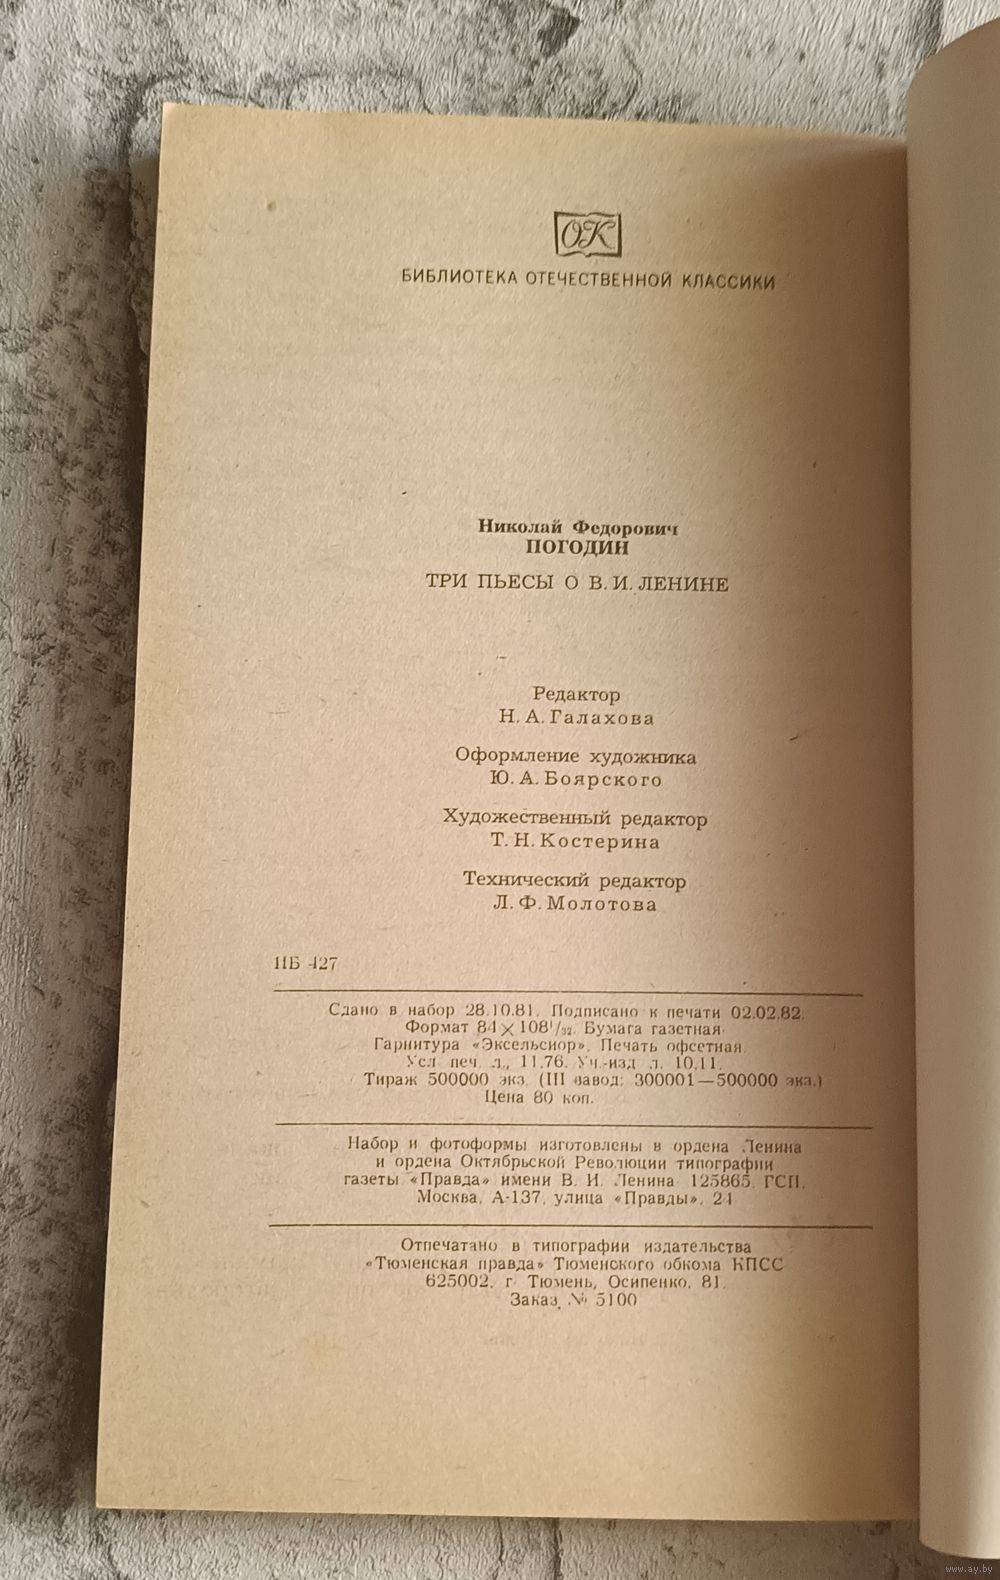 ОК
БИБЛИОТЕКА ОТЕЧЕСТВЕННОЙ КЛАССИКИ
Николай Федорович
ПОГОДИН
ТРИ ПЬЕСЫ О В. И. ЛЕНИНЕ
Редактор
Н. А. Галахова
Оформление художника
Ю. А. Боярского
Художественный редактор
Т. Н. Костерина
Технический редактор
Л. Ф. Молотова
ИБ 427
Сдано в набор 28.10.81. Подписано к печати 02.02.82.
Формат 84×108¹/₃₂. Бумага газетная.
Гарнитура «Эксельсиор». Печать офсетная.
Усл. печ. л., 11,76. Уч.-изд. л. 10,11.
Тираж 500000 экз. (III завод: 300001—500000 экз.)
Цена 80 коп.
Набор и фотоформы изготовлены в ордена Ленина
и ордена Октябрьской Революции типографии
газеты «Правда» имени В. И. Ленина 125865, ГСП,
Москва, А-137, улица «Правды», 24
Отпечатано в типографии издательства
«Тюменская правда» Тюменского обкома КПСС
625002, г. Тюмень, Осипенко, 81.
Заказ № 5100
www.ay.by